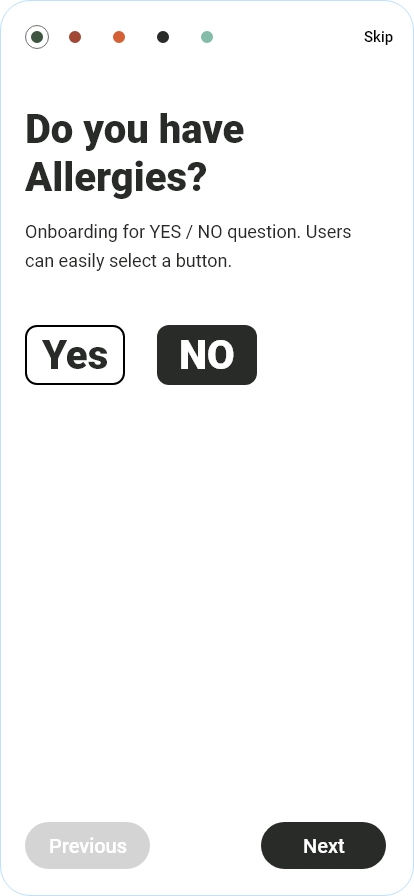 Skip
Do you have
Allergies?
Onboarding for YES / NO question. Users
can easily select a button.
Yes
NO
Previous
Next